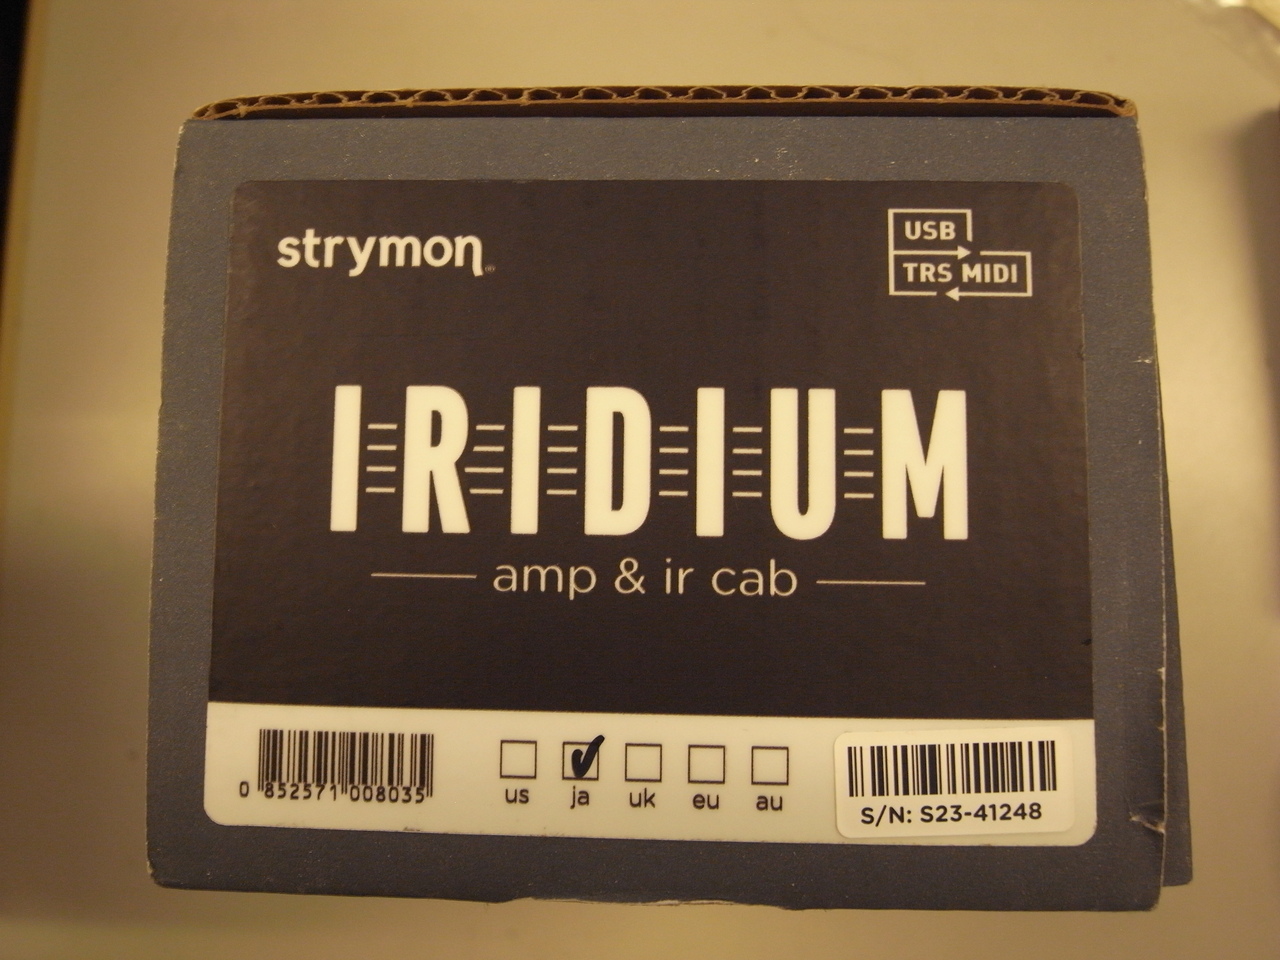 strymon®
USB
TRS MIDI
IRIDIUM
amp & ir cab
0 852571 008035
us ja uk eu au
S/N: S23-41248